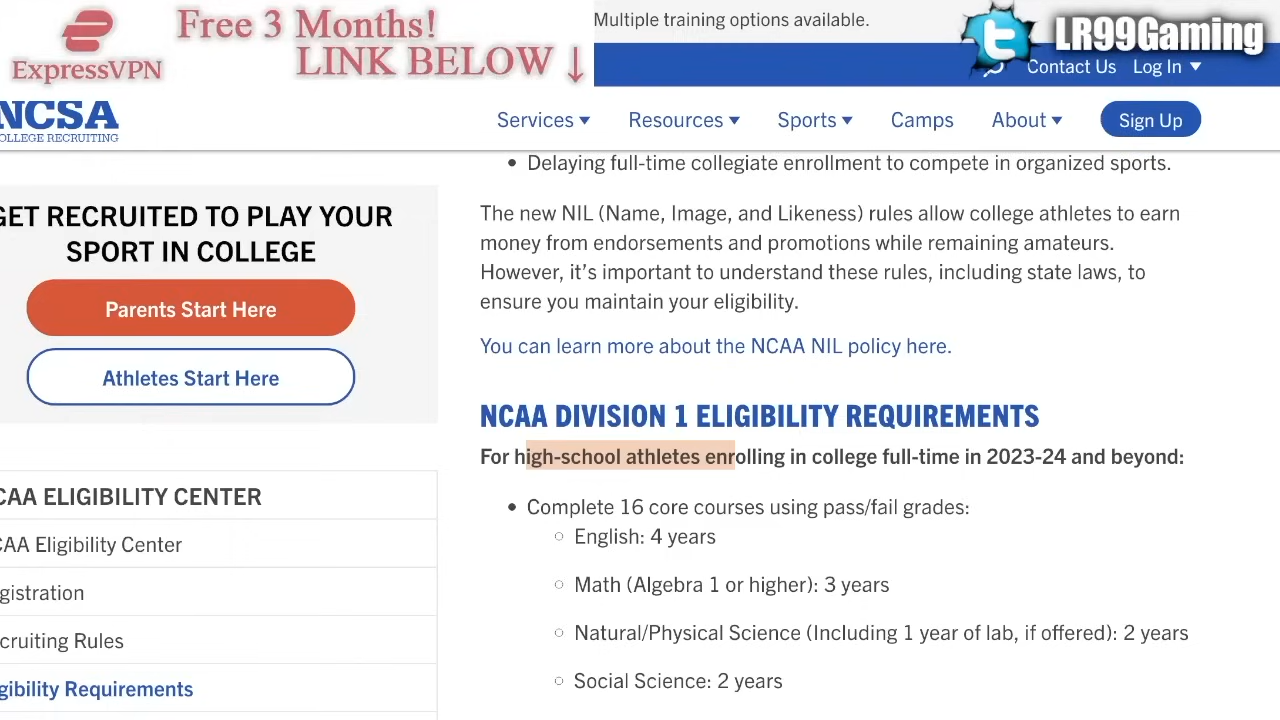 Free 3 Months!
LINK BELOW ↓
ExpressVPN
Multiple training options available.
LR99Gaming
Contact Us Log In
NCSA
COLLEGE RECRUITING
Services Resources Sports Camps About Sign Up
• Delaying full-time collegiate enrollment to compete in organized sports.
GET RECRUITED TO PLAY YOUR
SPORT IN COLLEGE
Parents Start Here
Athletes Start Here
CAA ELIGIBILITY CENTER
CAA Eligibility Center
gistration
cruiting Rules
gibility Requirements
The new NIL (Name, Image, and Likeness) rules allow college athletes to earn
money from endorsements and promotions while remaining amateurs.
However, it’s important to understand these rules, including state laws, to
ensure you maintain your eligibility.
You can learn more about the NCAA NIL policy here.
NCAA DIVISION 1 ELIGIBILITY REQUIREMENTS
For high-school athletes enrolling in college full-time in 2023-24 and beyond:
• Complete 16 core courses using pass/fail grades:
○ English: 4 years
○ Math (Algebra 1 or higher): 3 years
○ Natural/Physical Science (Including 1 year of lab, if offered): 2 years
○ Social Science: 2 years